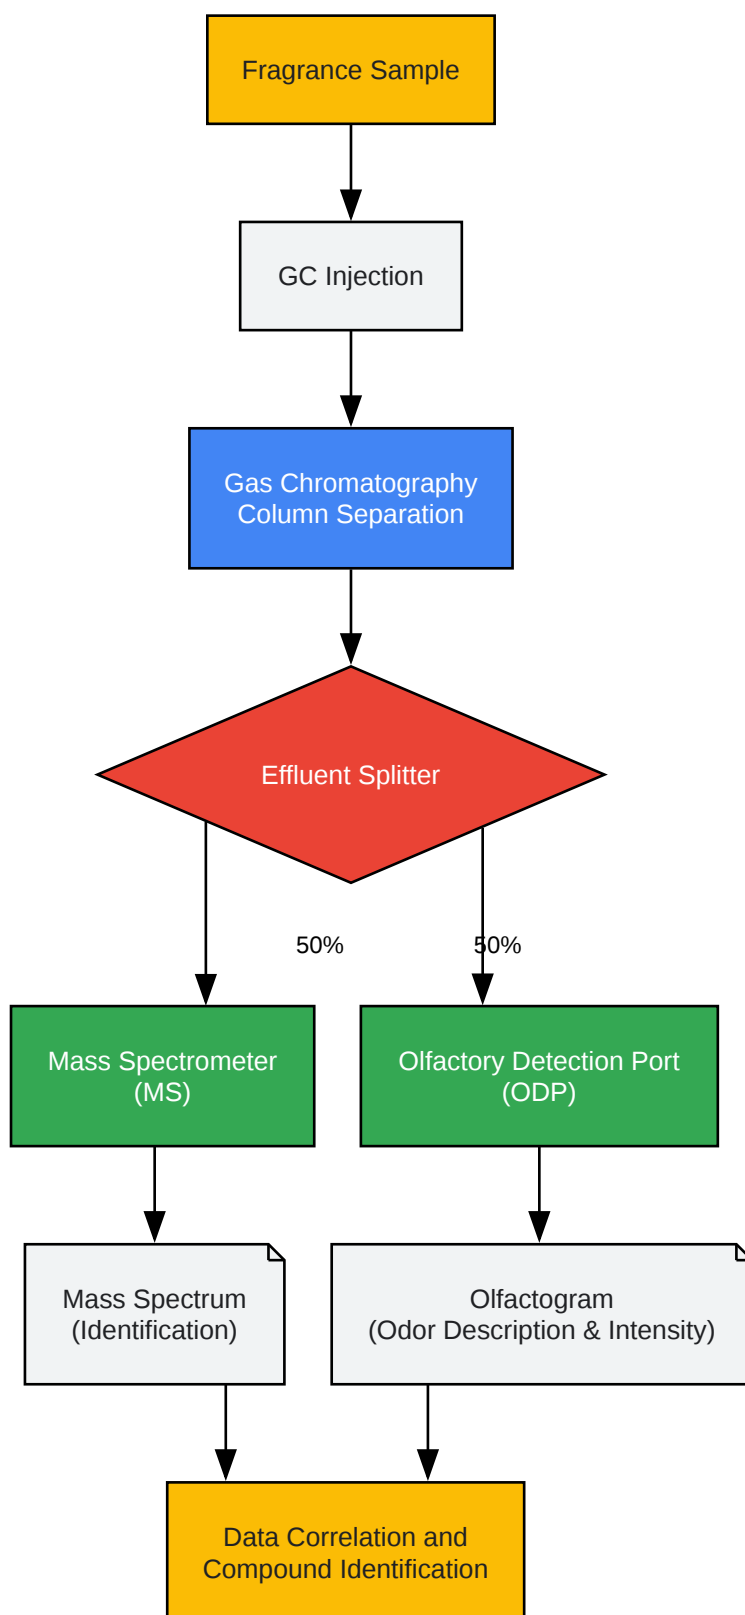 Fragrance Sample
GC Injection
Gas Chromatography
Column Separation
Effluent Splitter
50%
50%
Mass Spectrometer
(MS)
Olfactory Detection Port
(ODP)
Mass Spectrum
(Identification)
Olfactogram
(Odor Description & Intensity)
Data Correlation and
Compound Identification